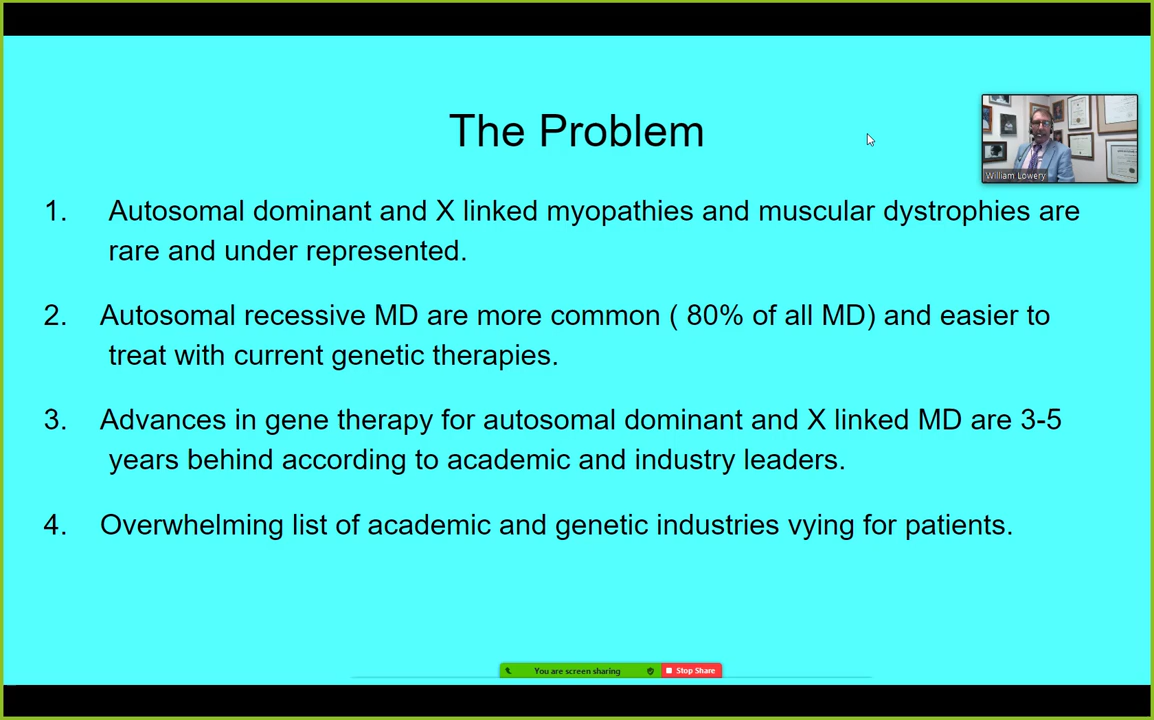 The Problem
William Lowery
1. Autosomal dominant and X linked myopathies and muscular dystrophies are
rare and under represented.
2. Autosomal recessive MD are more common ( 80% of all MD) and easier to
treat with current genetic therapies.
3. Advances in gene therapy for autosomal dominant and X linked MD are 3-5
years behind according to academic and industry leaders.
4. Overwhelming list of academic and genetic industries vying for patients.
You are screen sharing Stop Share